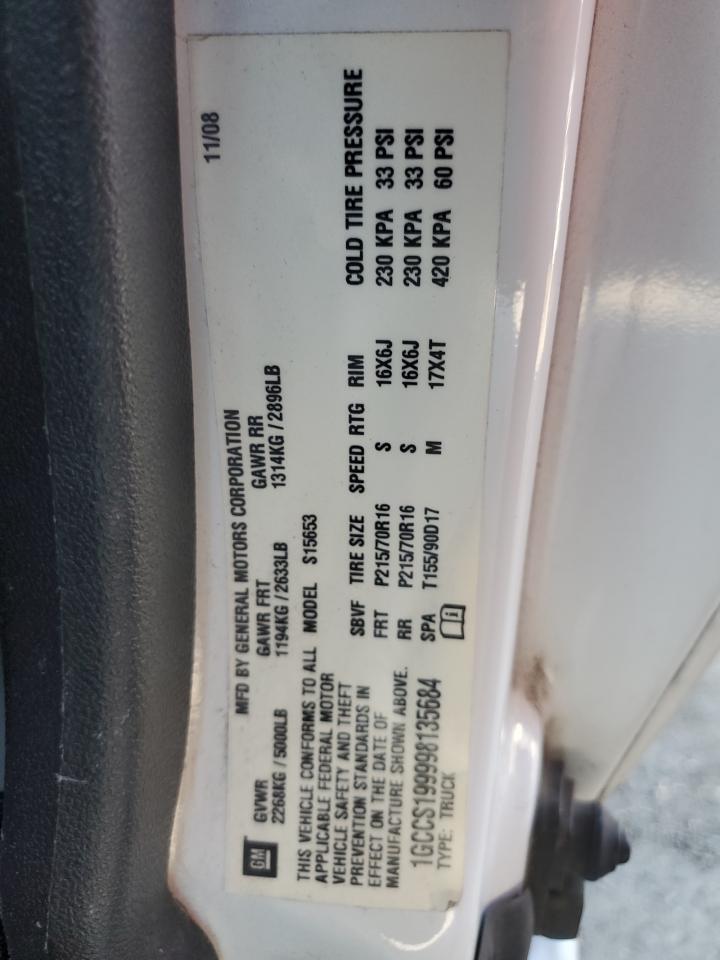 GM
MFD BY GENERAL MOTORS CORPORATION 11/08
GVWR GAWR FRT GAWR RR
2268KG / 5000LB 1194KG / 2633LB 1314KG / 2896LB
THIS VEHICLE CONFORMS TO ALL
APPLICABLE FEDERAL MOTOR
VEHICLE SAFETY AND THEFT
PREVENTION STANDARDS IN
EFFECT ON THE DATE OF
MANUFACTURE SHOWN ABOVE.
1GCCS199998135684
TYPE: TRUCK
MODEL S15653
SBVF TIRE SIZE SPEED RTG RIM COLD TIRE PRESSURE
FRT P215/70R16 S 16X6J 230 KPA 33 PSI
RR P215/70R16 S 16X6J 230 KPA 33 PSI
SPA T155/90D17 M 17X4T 420 KPA 60 PSI